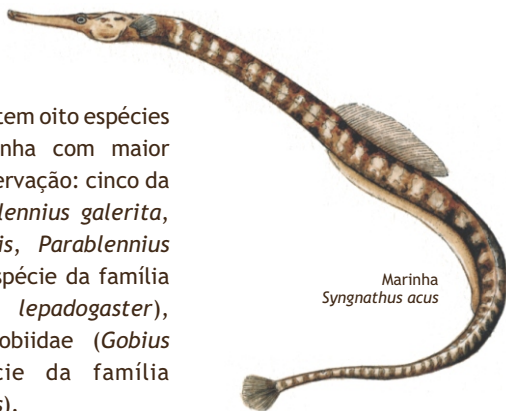 tem oito espécies
nha com maior
ervação: cinco da
lennius galerita,
is, Parablennius
spécie da família
lepadogaster),
obiidae (Gobius
cie da família
s).
Marinha
Syngnathus acus